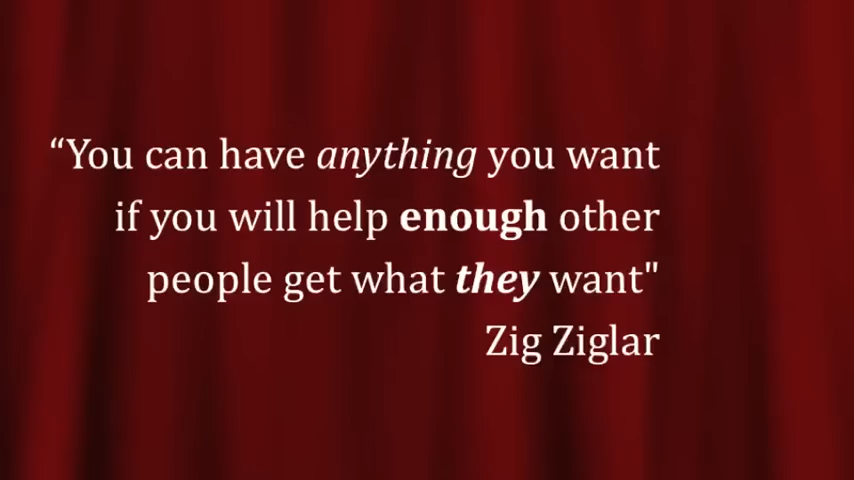 “You can have anything you want
if you will help enough other
people get what they want"
Zig Ziglar